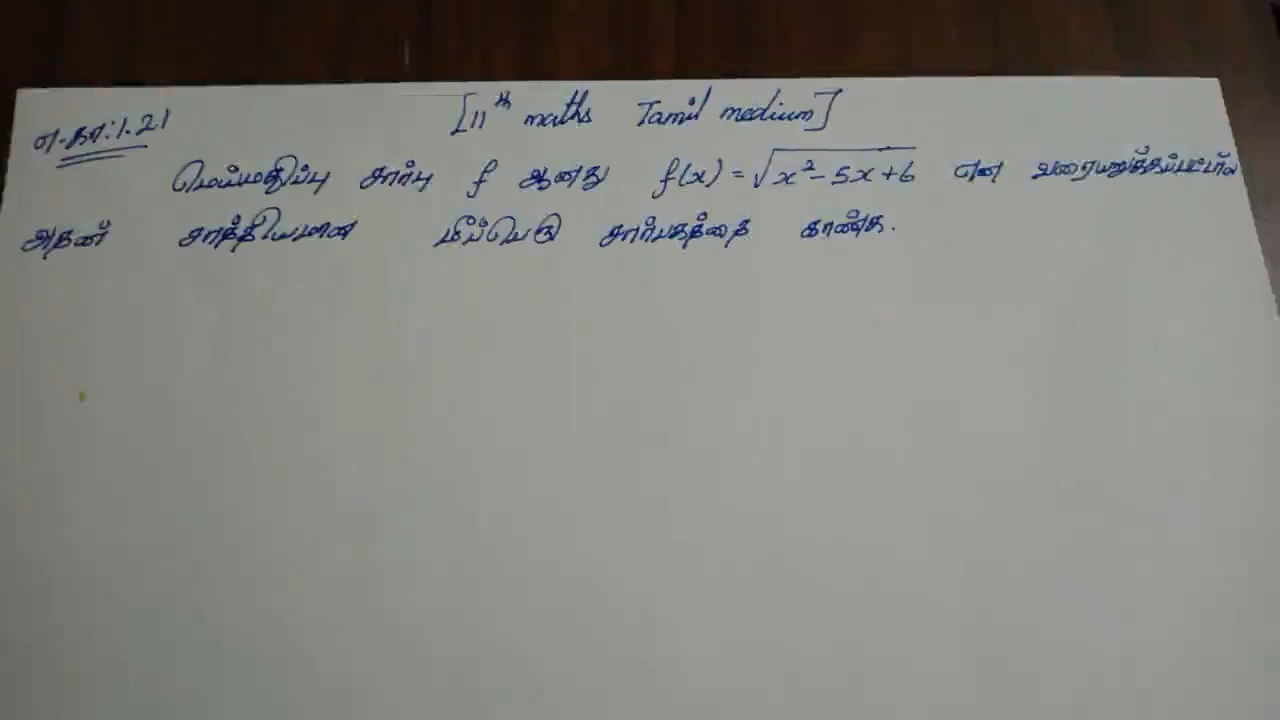 [11th maths Tamil medium]
எ.கா: 1.21
மெய்மதிப்பு சார்பு f ஆனது f(x) = √x²-5x+6 என வரையறுக்கப்பட்டால்
அதன் சாத்தியமான மீப்பெரு சார்பகத்தை காண்க.